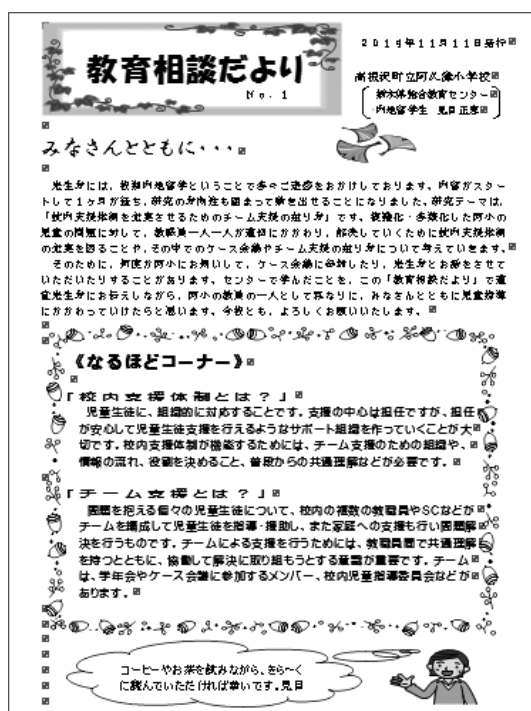 教育相談だより
No.1
2014年11月11日発行
高根沢町立阿久津小学校
栃木県総合教育センター
内地留学生 見目正恵
みなさんとともに・・・
先生方には、教育内地留学ということで多々ご迷惑をおかけしております。内留がスター
トして1ヶ月が経ち、研究の方向性も固まって動き出せることになりました。研究テーマは、
「校内支援体制を充実させるためのチーム支援の在り方」です。複雑化・多様化した阿小の
児童の問題に対して、教職員一人一人が適切にかかわり、解決していくために校内支援体制
の充実を図ることや、その中でのケース会議やチーム支援の在り方について考えていきます。
そのために、何度か阿小にお伺いして、ケース会議に参加したり、先生方とお話をさせて
いただいたりすることがあります。センターで学んだことを、この「教育相談だより」で適
宜先生方にお伝えしながら、阿小の教員の一人として私なりに、みなさんとともに児童指導
にかかわっていけたらと思います。今後とも、よろしくお願いいたします。
《なるほどコーナー》
「校内支援体制とは？」
児童生徒に、組織的に対応することです。支援の中心は担任ですが、担任
が安心して児童生徒支援を行えるようなサポート組織を作っていくことが大
切です。校内支援体制が機能するためには、チーム支援のための組織や、
情報の流れ、役割を決めること、普段からの共通理解などが必要です。
「チーム支援とは？」
問題を抱える個々の児童生徒について、校内の複数の教職員やSCなどが
チームを編成して児童生徒を指導・援助し、また家庭への支援も行い問題解
決を行うものです。チームによる支援を行うためには、教職員間で共通理解
を持つとともに、協働して解決に取り組もうとする意識が重要です。チーム
は、学年会やケース会議に参加するメンバー、校内児童指導委員会などが
あります。
コーヒーやお茶を飲みながら、きら～く
に読んでいただければ幸いです。見目